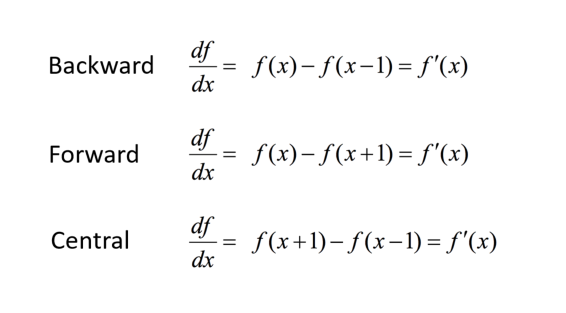 Backward df/dx = f(x) − f(x−1) = f′(x)
Forward df/dx = f(x) − f(x+1) = f′(x)
Central df/dx = f(x+1) − f(x−1) = f′(x)